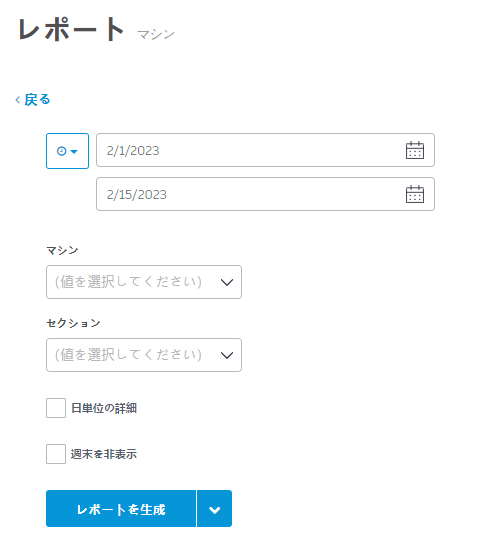 レポート マシン
戻る
2/1/2023
2/15/2023
マシン
(値を選択してください)
セクション
(値を選択してください)
日単位の詳細
週末を非表示
レポートを生成